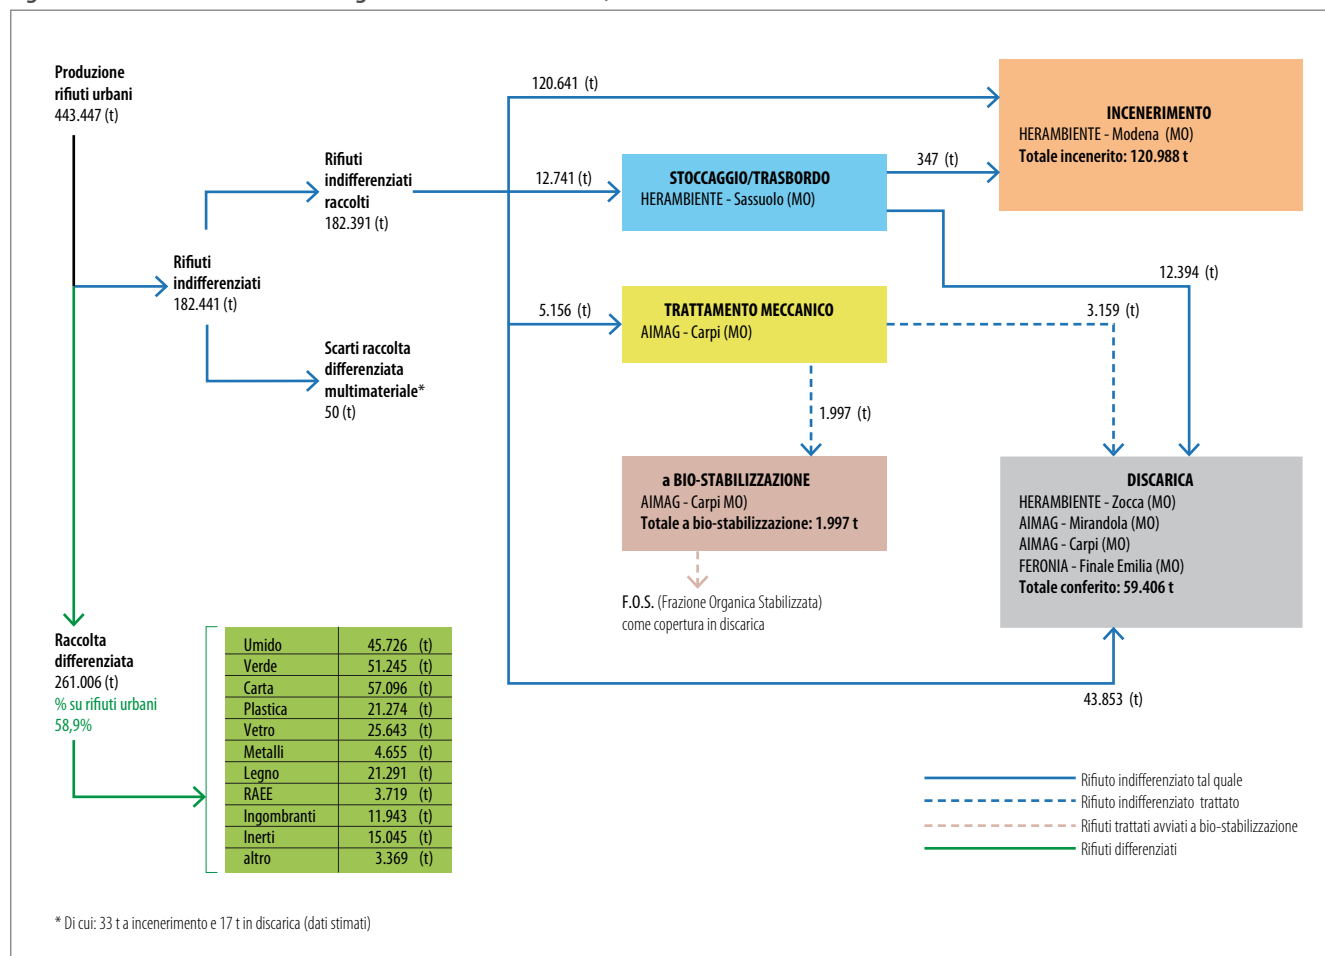 Produzione
rifiuti urbani
443.447 (t)
120.641 (t)
INCENERIMENTO
HERAMBIENTE - Modena (MO)
Totale incenerito: 120.988 t
Rifiuti
indifferenziati
raccolti
182.391 (t)
12.741 (t)
STOCCAGGIO/TRASBORDO
HERAMBIENTE - Sassuolo (MO)
347 (t)
12.394 (t)
Rifiuti
indifferenziati
182.441 (t)
5.156 (t)
TRATTAMENTO MECCANICO
AIMAG - Carpi (MO)
3.159 (t)
Scarti raccolta
differenziata
multimateriale*
50 (t)
1.997 (t)
a BIO-STABILIZZAZIONE
AIMAG - Carpi MO)
Totale a bio-stabilizzazione: 1.997 t
DISCARICA
HERAMBIENTE - Zocca (MO)
AIMAG - Mirandola (MO)
AIMAG - Carpi (MO)
FERONIA - Finale Emilia (MO)
Totale conferito: 59.406 t
F.O.S. (Frazione Organica Stabilizzata)
come copertura in discarica
43.853 (t)
Raccolta
differenziata
261.006 (t)
% su rifiuti urbani
58,9%
Umido 45.726 (t)
Verde 51.245 (t)
Carta 57.096 (t)
Plastica 21.274 (t)
Vetro 25.643 (t)
Metalli 4.655 (t)
Legno 21.291 (t)
RAEE 3.719 (t)
Ingombranti 11.943 (t)
Inerti 15.045 (t)
altro 3.369 (t)
Rifiuto indifferenziato tal quale
Rifiuto indifferenziato trattato
Rifiuti trattati avviati a bio-stabilizzazione
Rifiuti differenziati
* Di cui: 33 t a incenerimento e 17 t in discarica (dati stimati)